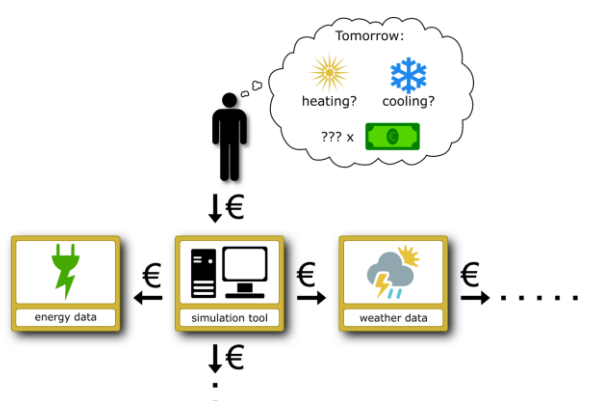 Tomorrow:
heating? cooling?
??? x
€
€ € €
energy data simulation tool weather data
€